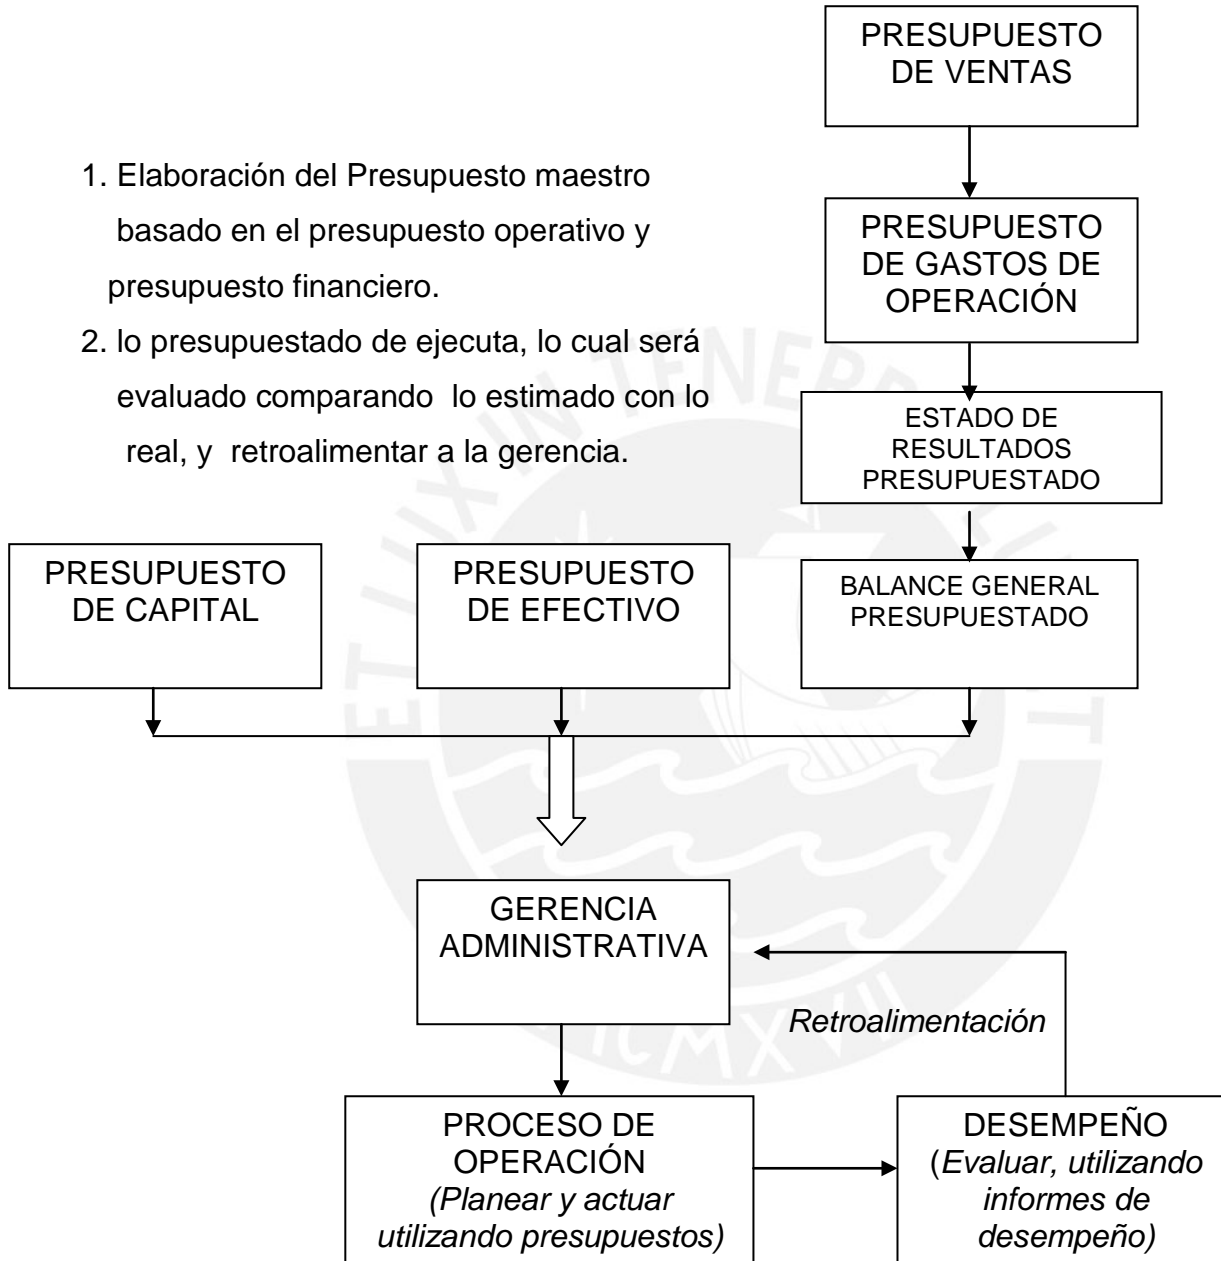 PRESUPUESTO
DE VENTAS
1. Elaboración del Presupuesto maestro
basado en el presupuesto operativo y
presupuesto financiero.
2. lo presupuestado de ejecuta, lo cual será
evaluado comparando  lo estimado con lo
real, y  retroalimentar a la gerencia.
PRESUPUESTO
DE GASTOS DE
OPERACIÓN
ESTADO DE
RESULTADOS
PRESUPUESTADO
PRESUPUESTO
DE CAPITAL
PRESUPUESTO
DE EFECTIVO
BALANCE GENERAL
PRESUPUESTADO
GERENCIA
ADMINISTRATIVA
Retroalimentación
PROCESO DE
OPERACIÓN
(Planear y actuar
utilizando presupuestos)
DESEMPEÑO
(Evaluar, utilizando
informes de
desempeño)